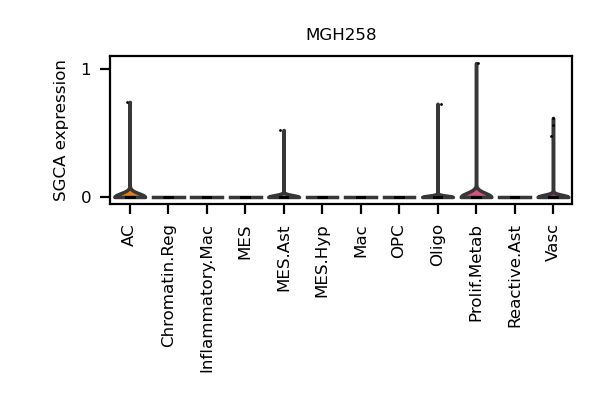 MGH258
SGCA expression
1
0
AC
Chromatin.Reg
Inflammatory.Mac
MES
MES.Ast
MES.Hyp
Mac
OPC
Oligo
Prolif.Metab
Reactive.Ast
Vasc